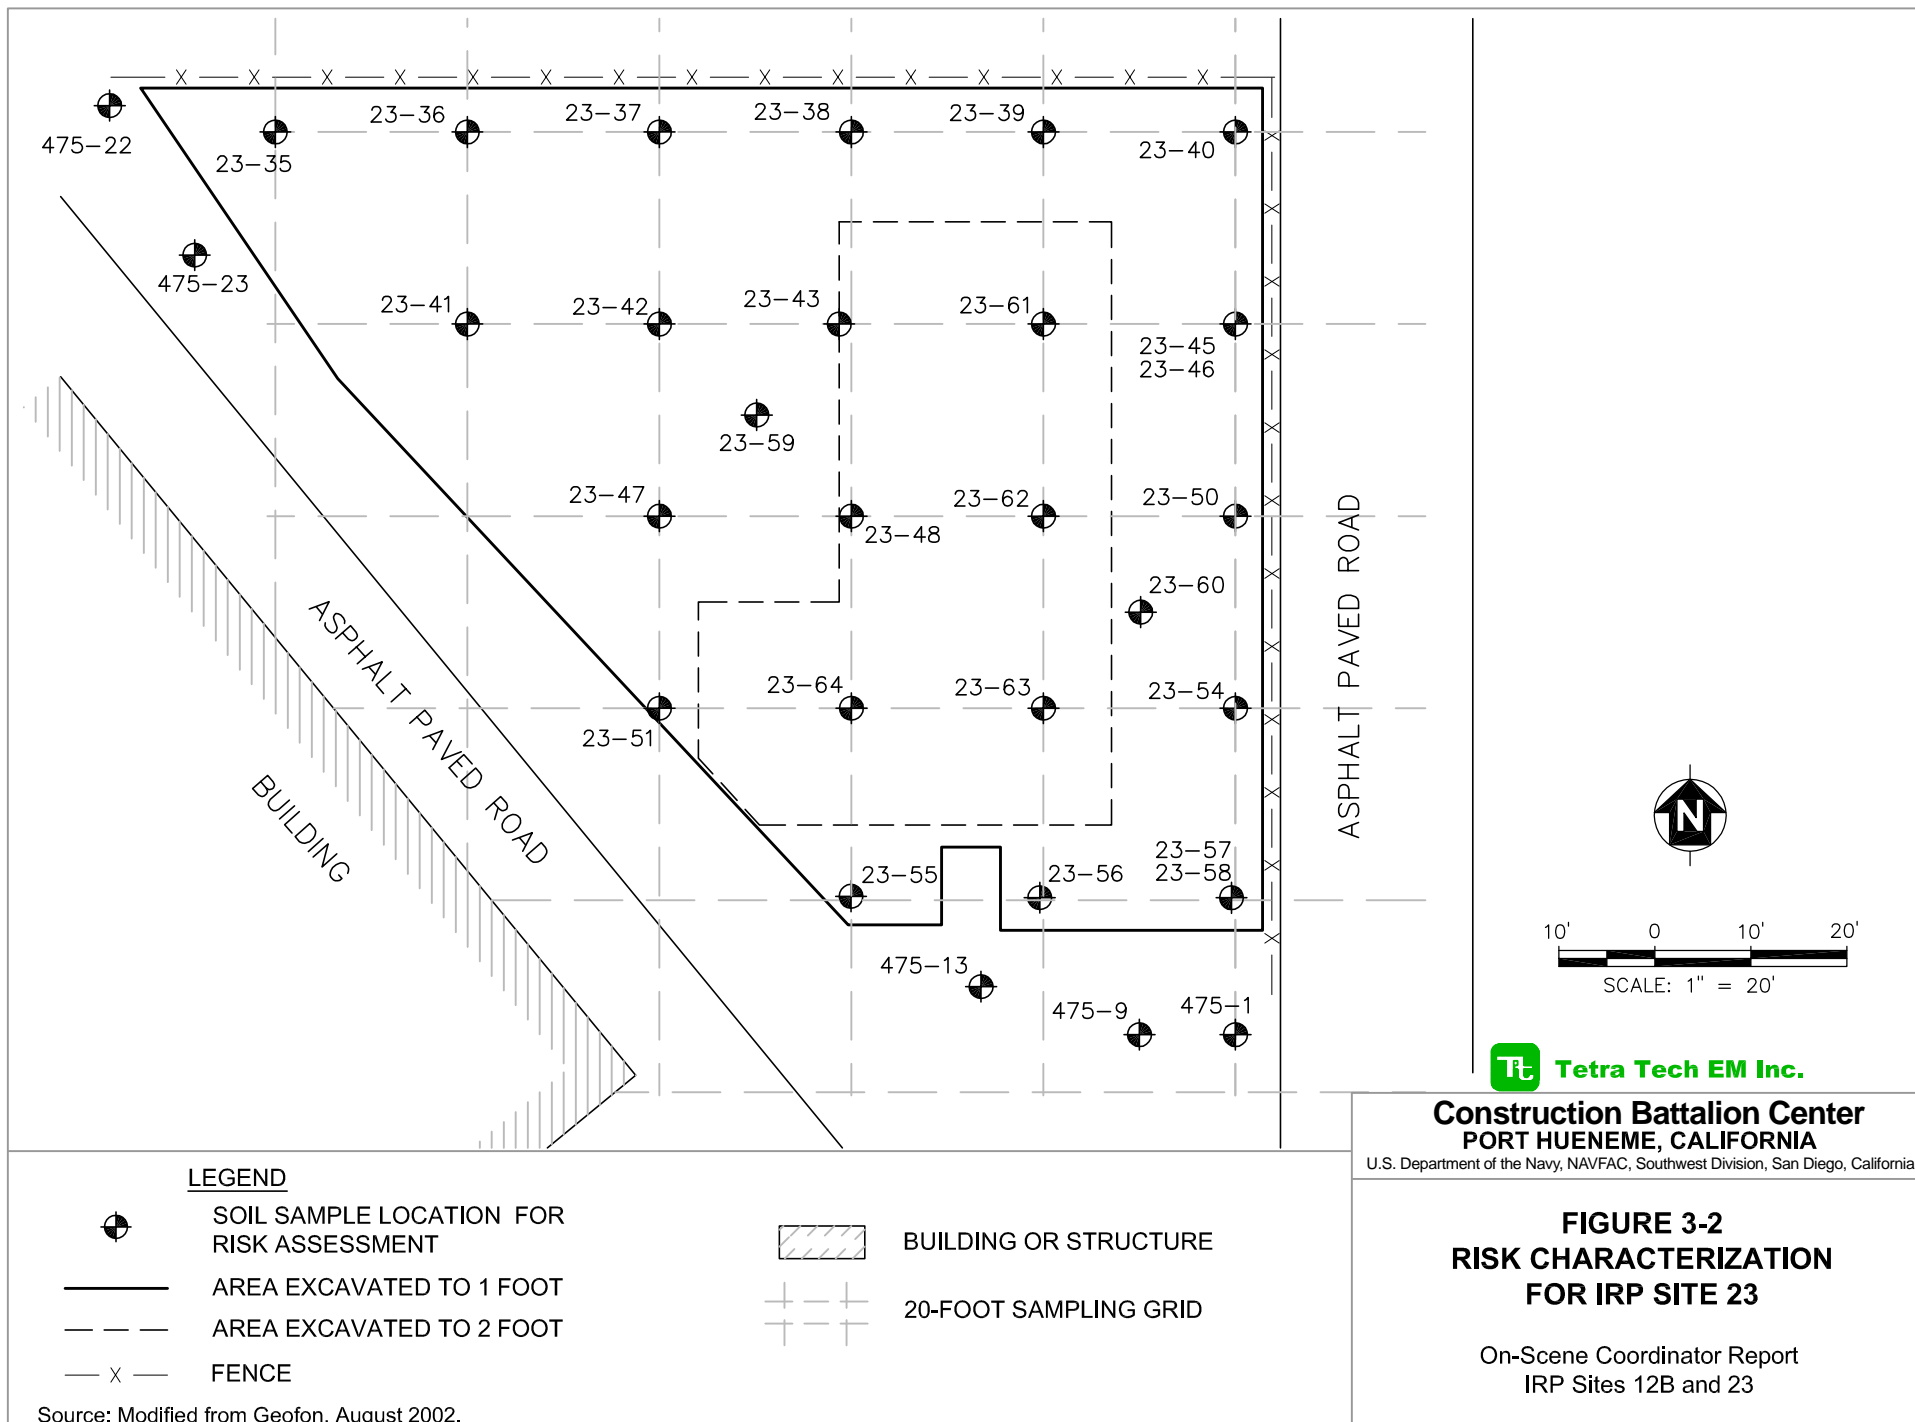 475-22
23-35
23-36
23-37
23-38
23-39
23-40
475-23
23-41
23-42
23-43
23-61
23-45
23-46
23-59
23-47
23-48
23-62
23-50
23-60
23-51
23-64
23-63
23-54
23-55
23-56
23-57
23-58
475-13
475-9
475-1
ASPHALT PAVED ROAD
BUILDING
ASPHALT PAVED ROAD
N
10' 0 10' 20'
SCALE: 1" = 20'
Tt Tetra Tech EM Inc.
Construction Battalion Center
PORT HUENEME, CALIFORNIA
U.S. Department of the Navy, NAVFAC, Southwest Division, San Diego, California
FIGURE 3-2
RISK CHARACTERIZATION
FOR IRP SITE 23
On-Scene Coordinator Report
IRP Sites 12B and 23
LEGEND
SOIL SAMPLE LOCATION FOR
RISK ASSESSMENT
AREA EXCAVATED TO 1 FOOT
AREA EXCAVATED TO 2 FOOT
X FENCE
BUILDING OR STRUCTURE
20-FOOT SAMPLING GRID
Source: Modified from Geofon, August 2002.